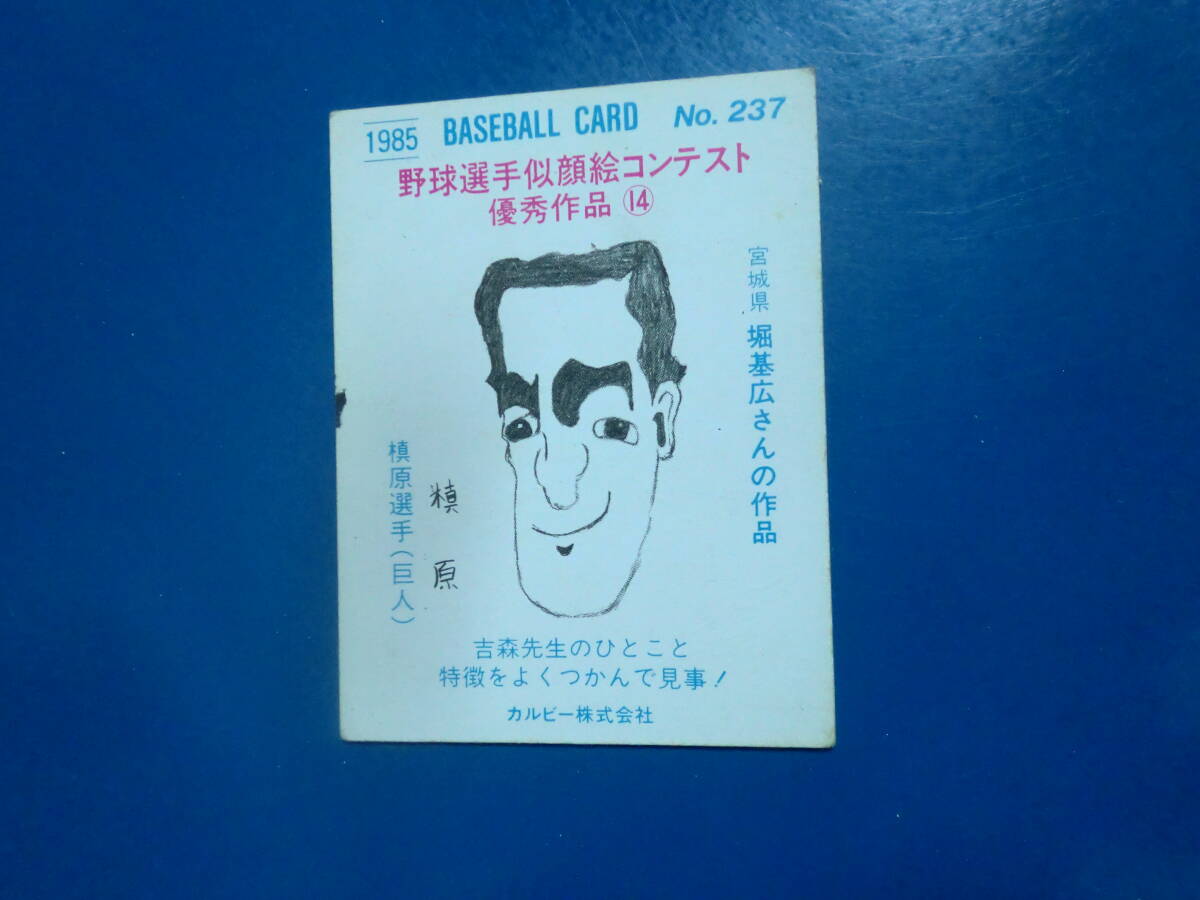 1985 BASEBALL CARD No. 237
野球選手似顔絵コンテスト
優秀作品 ⑭
宮城県 堀基広さんの作品
槙原
槙原選手(巨人)
吉森先生のひとこと
特徴をよくつかんで見事!
カルビー株式会社